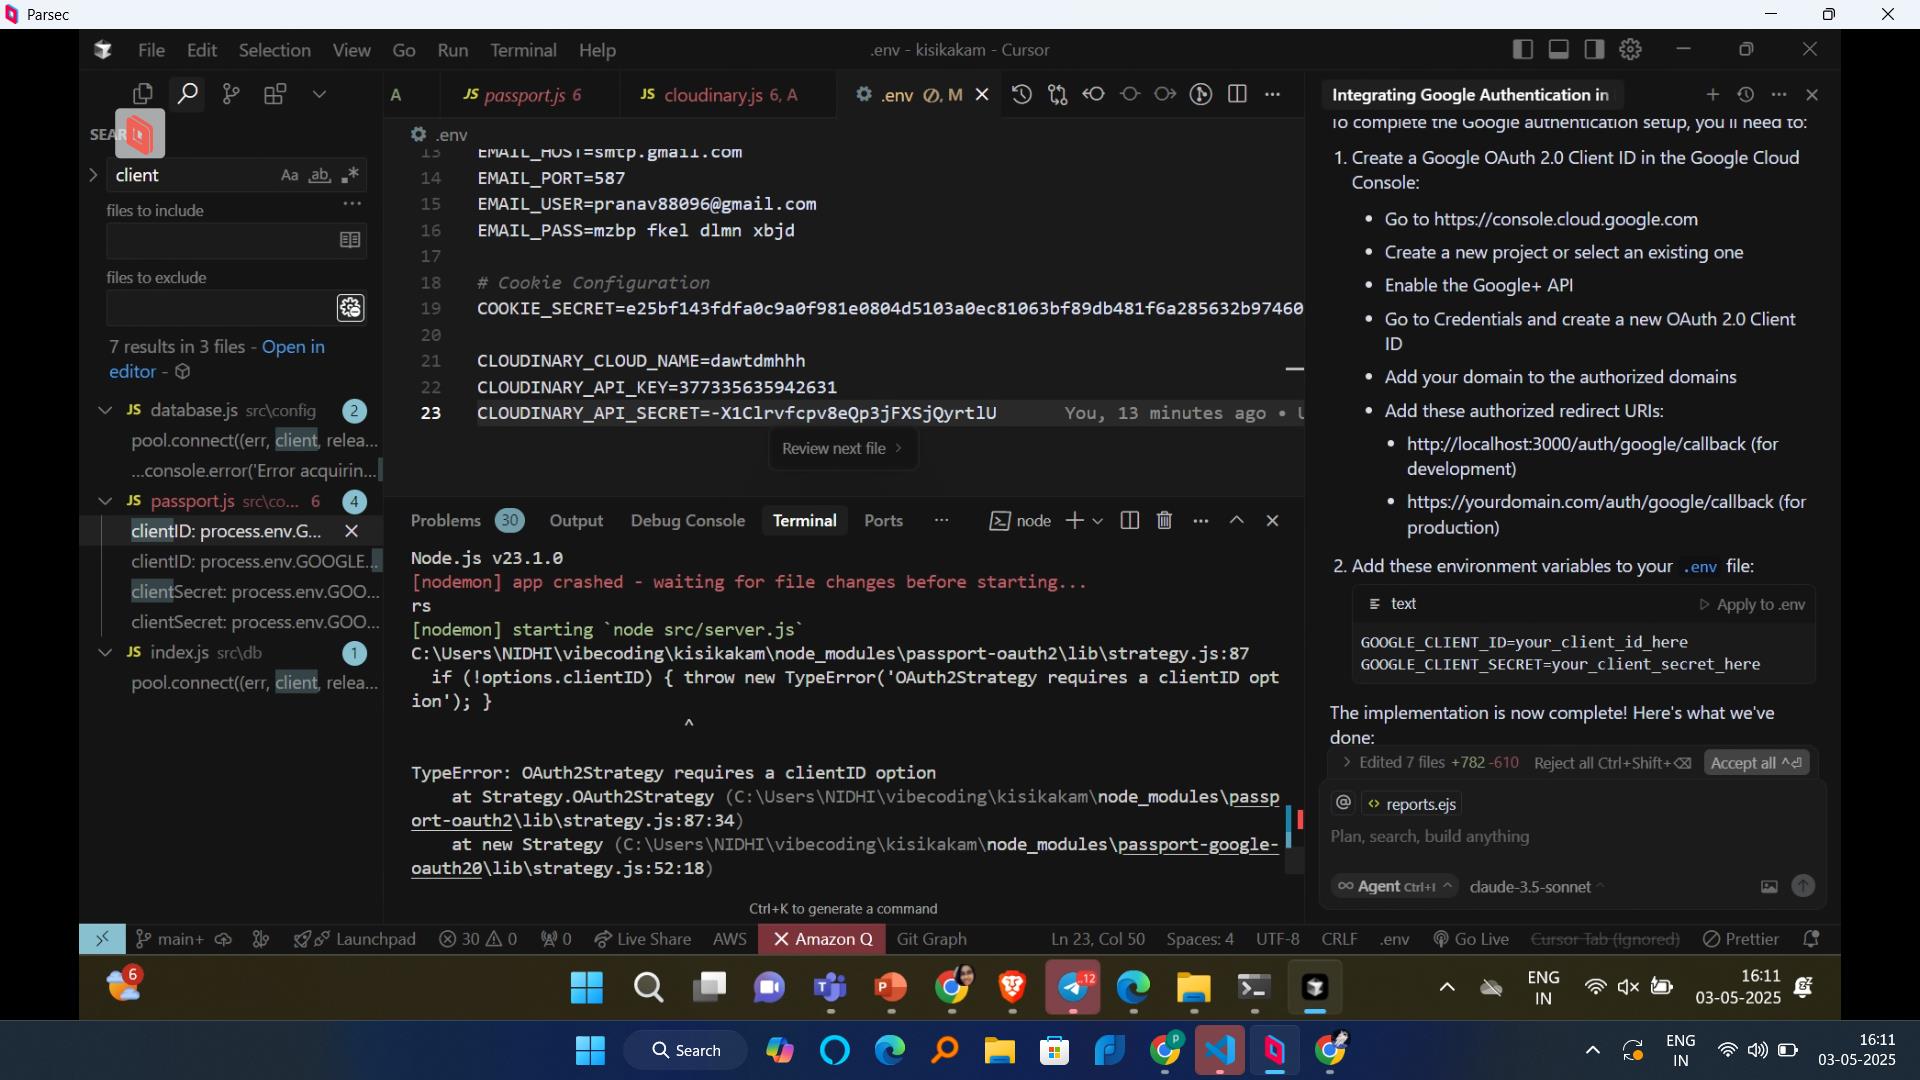 Parsec
File Edit Selection View Go Run Terminal Help
.env - kisikakam - Cursor
A
JS passport.js 6
JS cloudinary.js 6, A
.env M
SEAR
client
Aa ab
files to include
files to exclude
7 results in 3 files - Open in
editor -
JS database.js src\config 2
pool.connect((err, client, relea...
...console.error('Error acquirin...
JS passport.js src\co... 6 4
clientID: process.env.G...
clientID: process.env.GOOGLE...
clientSecret: process.env.GOO...
clientSecret: process.env.GOO...
JS index.js src\db 1
pool.connect((err, client, relea...
.env
13 EMAIL_HOST=smtp.gmail.com
14 EMAIL_PORT=587
15 EMAIL_USER=pranav88096@gmail.com
16 EMAIL_PASS=mzbp fkel dlmn xbjd
17
18 # Cookie Configuration
19 COOKIE_SECRET=e25bf143fdfa0c9a0f981e0804d5103a0ec81063bf89db481f6a285632b97460
20
21 CLOUDINARY_CLOUD_NAME=dawtdmhhh
22 CLOUDINARY_API_KEY=377335635942631
23 CLOUDINARY_API_SECRET=-X1Clrvfcpv8eQp3jFXSjQyrtlU You, 13 minutes ago •
Review next file
Problems 30 Output Debug Console Terminal Ports
node
Node.js v23.1.0
[nodemon] app crashed - waiting for file changes before starting...
rs
[nodemon] starting `node src/server.js`
C:\Users\NIDHI\vibecoding\kisikakam\node_modules\passport-oauth2\lib\strategy.js:87
if (!options.clientID) { throw new TypeError('OAuth2Strategy requires a clientID opt
ion'); }
^
TypeError: OAuth2Strategy requires a clientID option
at Strategy.OAuth2Strategy (C:\Users\NIDHI\vibecoding\kisikakam\node_modules\passp
ort-oauth2\lib\strategy.js:87:34)
at new Strategy (C:\Users\NIDHI\vibecoding\kisikakam\node_modules\passport-google-
oauth20\lib\strategy.js:52:18)
Ctrl+K to generate a command
Integrating Google Authentication in
To complete the Google authentication setup, you'll need to:
1. Create a Google OAuth 2.0 Client ID in the Google Cloud
Console:
• Go to https://console.cloud.google.com
• Create a new project or select an existing one
• Enable the Google+ API
• Go to Credentials and create a new OAuth 2.0 Client
ID
• Add your domain to the authorized domains
• Add these authorized redirect URIs:
• http://localhost:3000/auth/google/callback (for
development)
• https://yourdomain.com/auth/google/callback (for
production)
2. Add these environment variables to your .env file:
text
Apply to .env
GOOGLE_CLIENT_ID=your_client_id_here
GOOGLE_CLIENT_SECRET=your_client_secret_here
The implementation is now complete! Here's what we've
done:
Edited 7 files +782 -610 Reject all Ctrl+Shift+⌫ Accept all ^⏎
@ reports.ejs
Plan, search, build anything
∞ Agent Ctrl+I claude-3.5-sonnet
main+ Launchpad 30 0 0 Live Share AWS Amazon Q Git Graph Ln 23, Col 50 Spaces: 4 UTF-8 CRLF .env Go Live Cursor Tab (Ignored) Prettier
6
12
ENG
IN
16:11
03-05-2025
Search
P
ENG
IN
16:11
03-05-2025